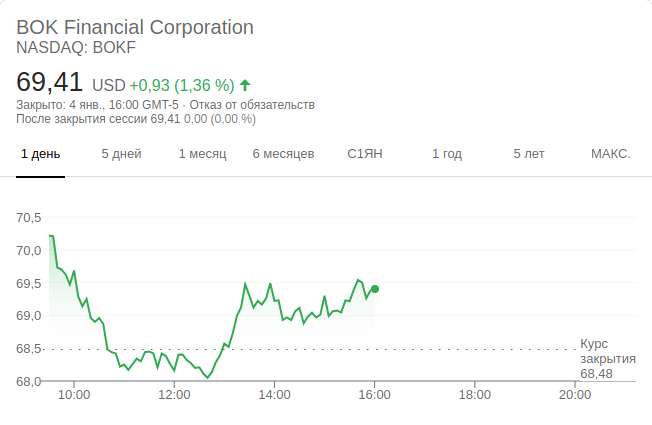 BOK Financial Corporation
NASDAQ: BOKF
69,41 USD +0,93 (1,36 %)
Закрыто: 4 янв., 16:00 GMT-5 · Отказ от обязательств
После закрытия сессии 69,41 0,00 (0,00 %)
1 день 5 дней 1 месяц 6 месяцев С1ЯН 1 год 5 лет МАКС.
70,5
70,0
69,5
69,0
68,5
68,0
Курс
закрытия
68,48
10:00 12:00 14:00 16:00 18:00 20:00